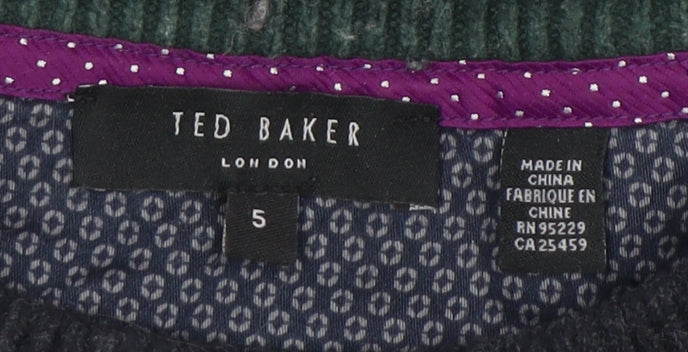 TED BAKER
LONDON
5
MADE IN
CHINA
FABRIQUE EN
CHINE
RN 95229
CA 25459